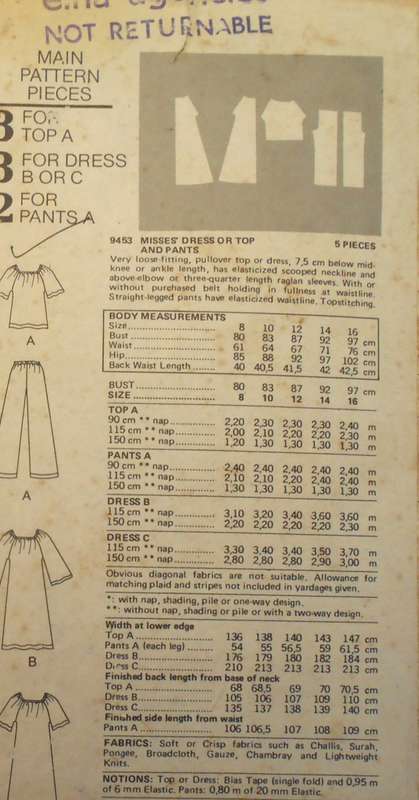 NOT RETURNABLE
MAIN
PATTERN
PIECES
3 FOR
TOP A
3 FOR DRESS
B OR C
2 FOR
PANTS A
9453 MISSES' DRESS OR TOP
AND PANTS 5 PIECES
Very loose-fitting, pullover top or dress, 7,5 cm below mid-
knee or ankle length, has elasticized scooped neckline and
above-elbow or three-quarter length raglan sleeves. With or
without purchased belt holding in fullness at waistline.
Straight-legged pants have elasticized waistline. Topstitching.
BODY MEASUREMENTS
Size 8 10 12 14 16
Bust 80 83 87 92 97 cm
Waist 61 64 67 71 76 cm
Hip 85 88 92 97 102 cm
Back Waist Length 40 40,5 41,5 42 42,5 cm
BUST 80 83 87 92 97 cm
SIZE 8 10 12 14 16
TOP A
90 cm ** nap 2,20 2,30 2,30 2,30 2,40 m
115 cm ** nap 2,00 2,10 2,20 2,20 2,30 m
150 cm ** nap 1,20 1,30 1,30 1,30 1,30 m
PANTS A
90 cm ** nap 2,40 2,40 2,40 2,40 2,40 m
115 cm ** nap 2,10 2,10 2,20 2,40 2,40 m
150 cm ** nap 1,30 1,30 1,30 1,30 1,30 m
DRESS B
115 cm ** nap 3,10 3,20 3,40 3,60 3,60 m
150 cm ** nap 2,20 2,20 2,20 2,20 2,30 m
DRESS C
115 cm ** nap 3,30 3,40 3,40 3,50 3,70 m
150 cm ** nap 2,80 2,80 2,80 2,90 3,00 m
Obvious diagonal fabrics are not suitable. Allowance for
matching plaid and stripes not included in yardages given.
*: with nap, shading, pile or one-way design.
**: without nap, shading or pile or with a two-way design.
Width at lower edge
Top A 136 138 140 143 147 cm
Pants A (each leg) 54 55 56,5 59 61,5 cm
Dress B 176 179 180 182 184 cm
Dress C 210 213 213 213 213 cm
Finished back length from base of neck
Top A 68 68,5 69 70 70,5 cm
Dress B 105 106 107 109 110 cm
Dress C 135 137 138 139 140 cm
Finished side length from waist
Pants A 106 106,5 107 108 109 cm
FABRICS: Soft or Crisp fabrics such as Challis, Surah,
Pongee, Broadcloth, Gauze, Chambray and Lightweight
Knits.
NOTIONS: Top or Dress: Bias Tape (single fold) and 0,95 m
of 6 mm Elastic. Pants: 0,80 m of 20 mm Elastic.
A
A
B